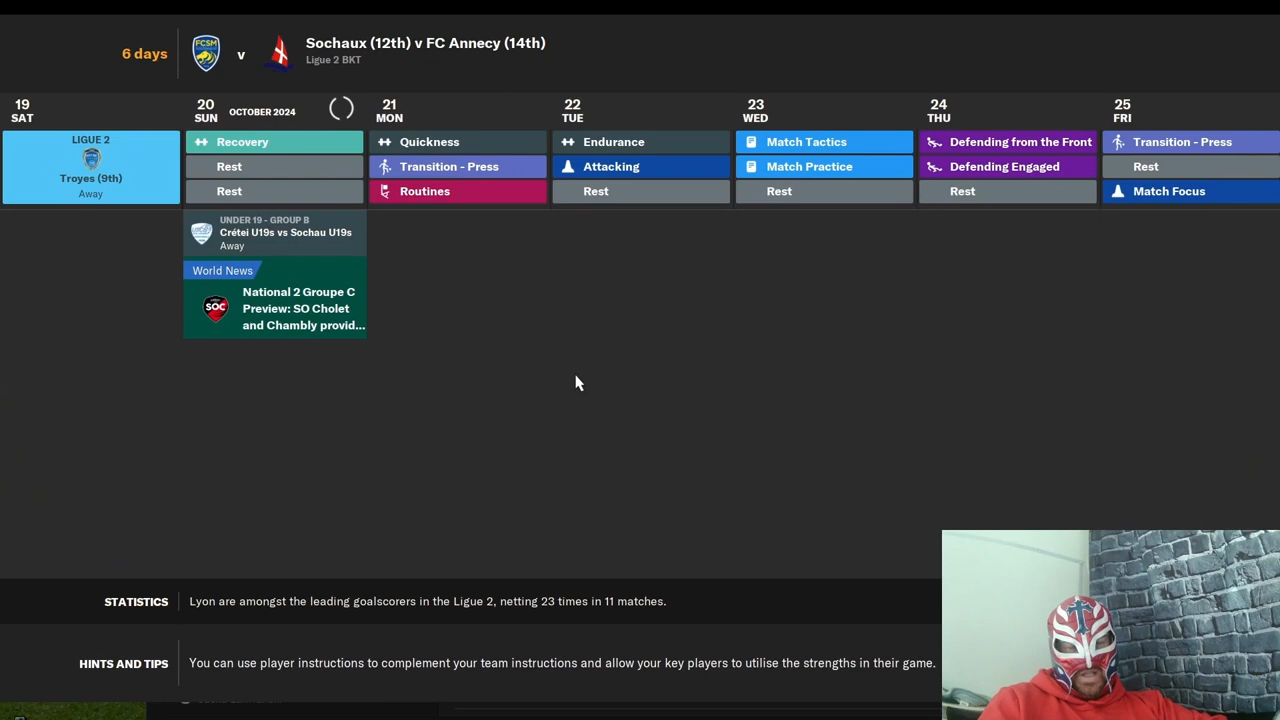 6 days
v
Sochaux (12th) v FC Annecy (14th)
Ligue 2 BKT
19
SAT
20
SUN
OCTOBER 2024
21
MON
22
TUE
23
WED
24
THU
25
FRI
LIGUE 2
Troyes (9th)
Away
Recovery
Rest
Rest
Quickness
Transition - Press
Routines
Endurance
Attacking
Rest
Match Tactics
Match Practice
Rest
Defending from the Front
Defending Engaged
Rest
Transition - Press
Rest
Match Focus
UNDER 19 - GROUP B
Crétei U19s vs Sochau U19s
Away
World News
SOC
National 2 Groupe C
Preview: SO Cholet
and Chambly provid...
STATISTICS
Lyon are amongst the leading goalscorers in the Ligue 2, netting 23 times in 11 matches.
HINTS AND TIPS
You can use player instructions to complement your team instructions and allow your key players to utilise the strengths in their game.